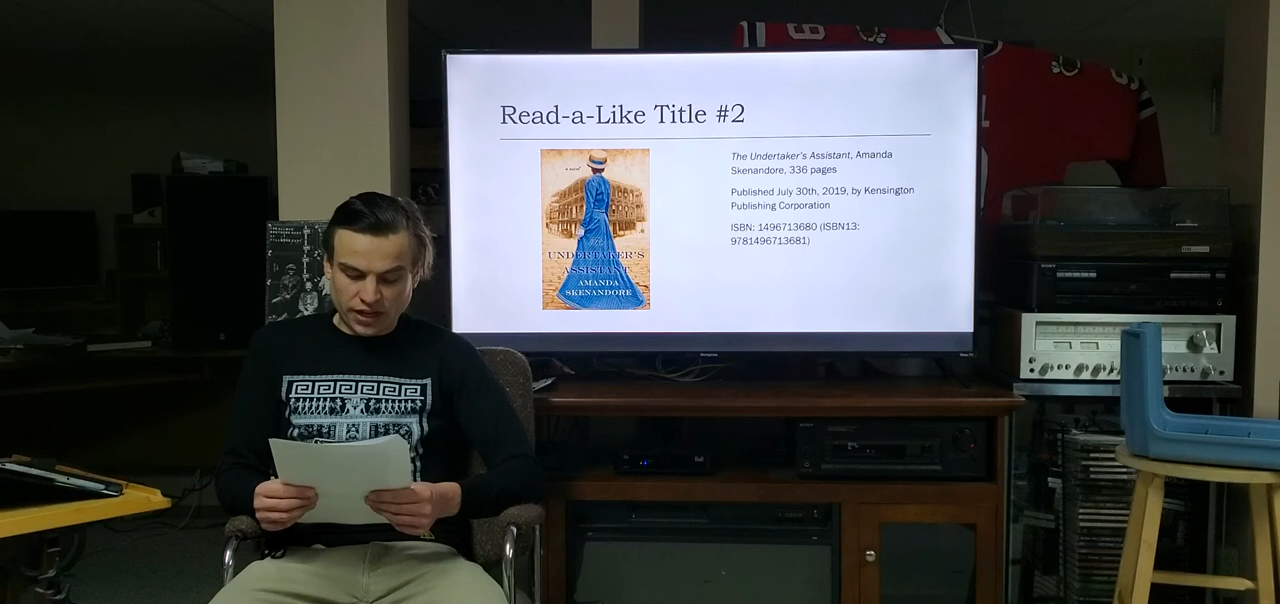 Read-a-Like Title #2
The Undertaker's Assistant, Amanda
Skenandore, 336 pages
Published July 30th, 2019, by Kensington
Publishing Corporation
ISBN: 1496713680 (ISBN13:
9781496713681)
a novel
The
UNDERTAKER'S
ASSISTANT
AMANDA
SKENANDORE
SONY